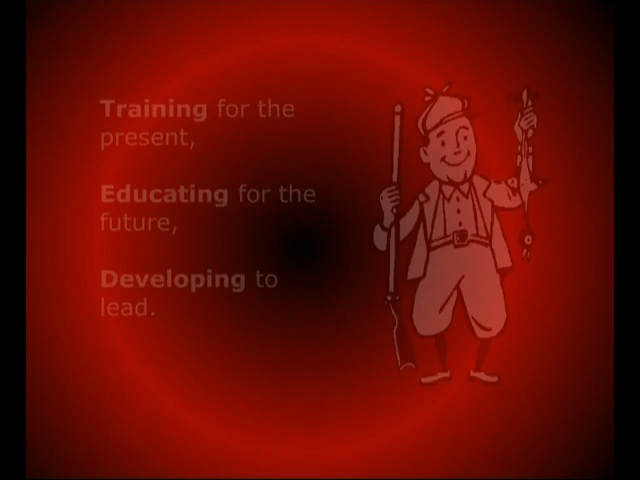 Training for the
present,
Educating for the
future,
Developing to
lead.